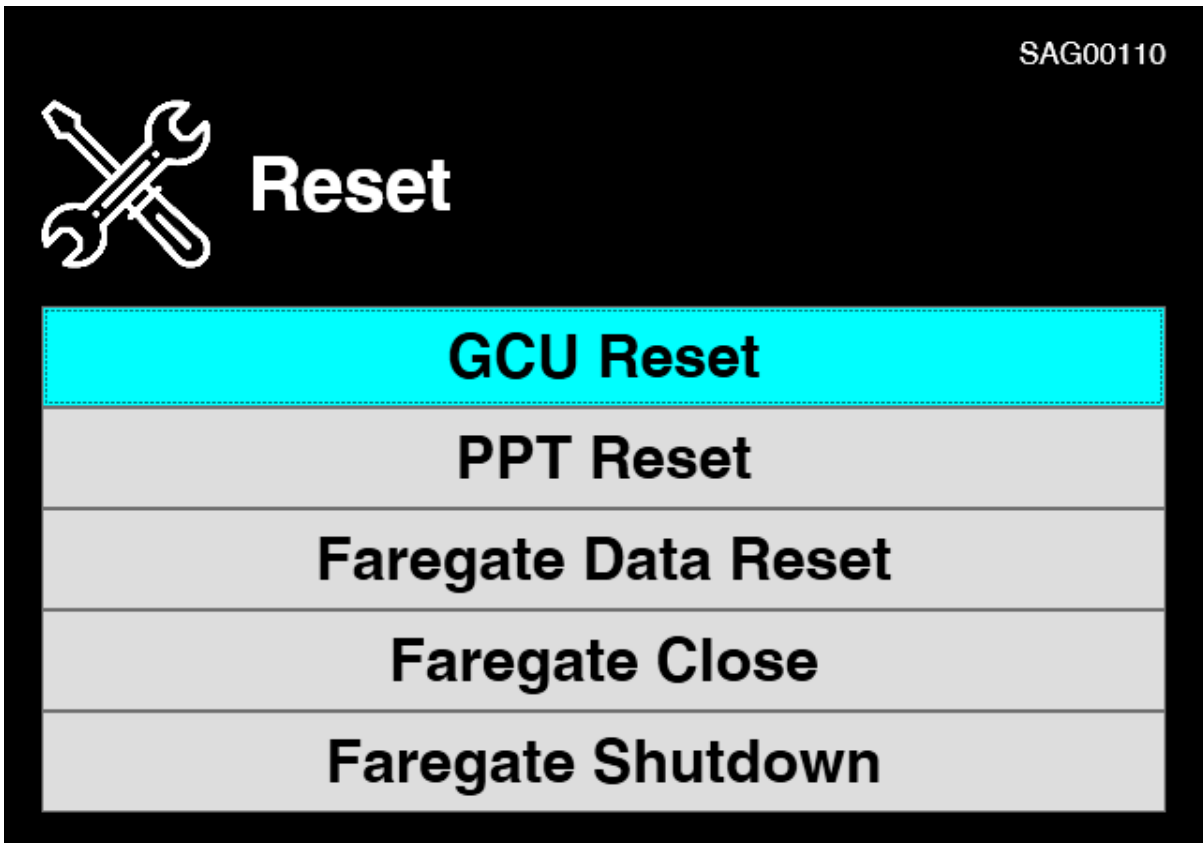 SAG00110
Reset
GCU Reset
PPT Reset
Faregate Data Reset
Faregate Close
Faregate Shutdown